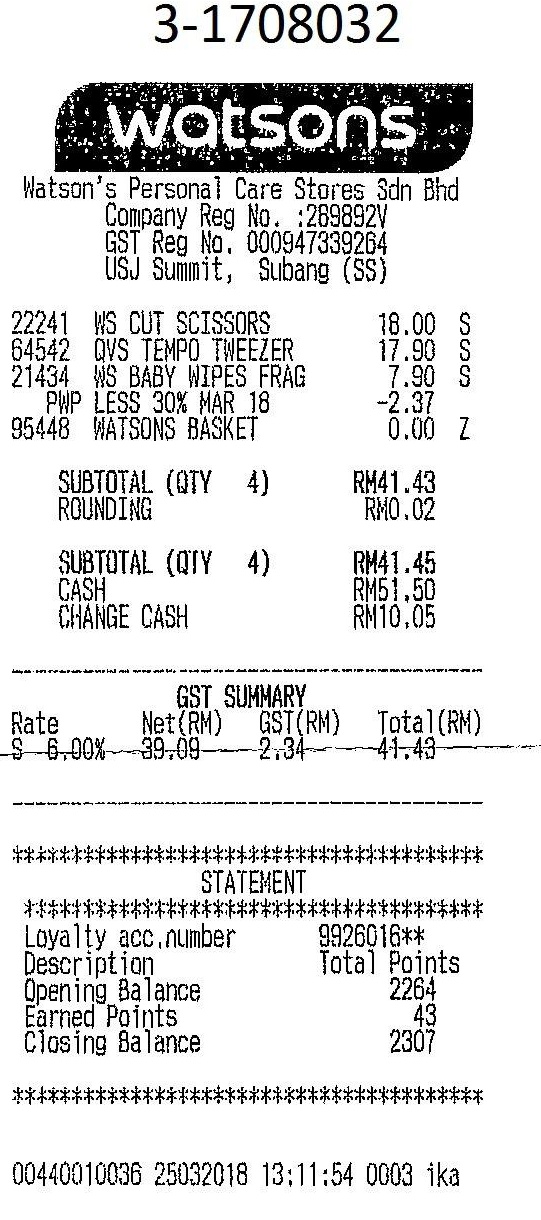 3-1708032
watsons
Watson's Personal Care Stores Sdn Bhd
Company Reg No. :289892V
GST Reg No. 000947339264
USJ Summit, Subang (SS)
22241 WS CUT SCISSORS 18.00 S
64542 QVS TEMPO TWEEZER 17.90 S
21434 WS BABY WIPES FRAG 7.90 S
PWP LESS 30% MAR 18 -2.37
95448 WATSONS BASKET 0.00 Z
SUBTOTAL (QTY 4) RM41.43
ROUNDING RM0.02
SUBTOTAL (QTY 4) RM41.45
CASH RM51.50
CHANGE CASH RM10.05
GST SUMMARY
Rate Net(RM) GST(RM) Total(RM)
S 6.00% 39.09 2.34 41.43
****************************************
STATEMENT
***************************************
Loyalty acc.number 9926016**
Description Total Points
Opening Balance 2264
Earned Points 43
Closing Balance 2307
****************************************
00440010036 25032018 13:11:54 0003 ika